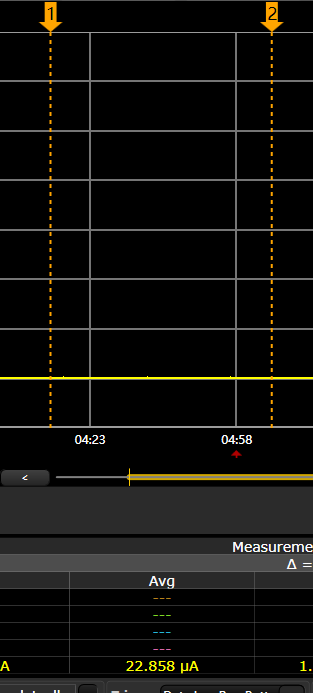 1 2
04:23 04:58
<
Measureme
Δ =
Avg
---
---
---
---
A 22.858 µA 1.